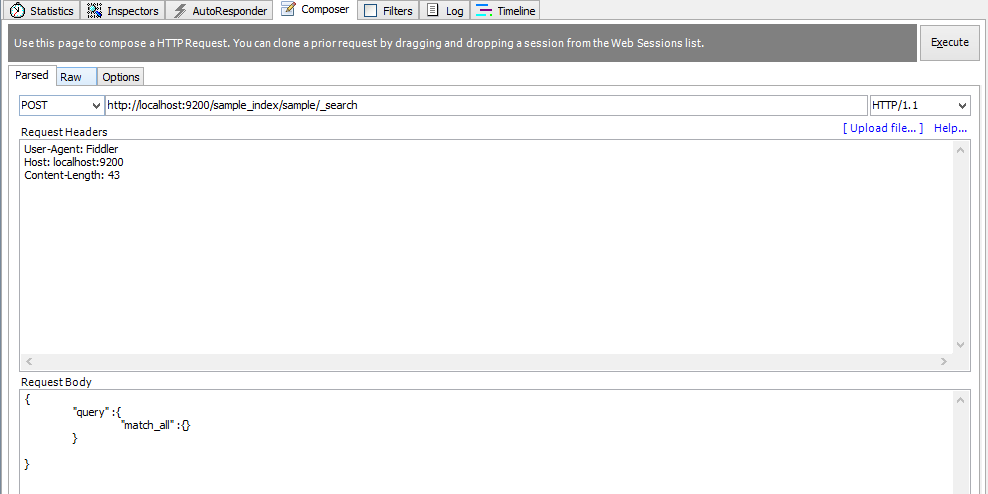 Statistics Inspectors AutoResponder Composer Filters Log Timeline
Use this page to compose a HTTP Request. You can clone a prior request by dragging and dropping a session from the Web Sessions list.
Execute
Parsed Raw Options
POST http://localhost:9200/sample_index/sample/_search HTTP/1.1
Request Headers [ Upload file... ] Help...
User-Agent: Fiddler
Host: localhost:9200
Content-Length: 43
Request Body
{
"query" :{
"match_all" :{}
}
}